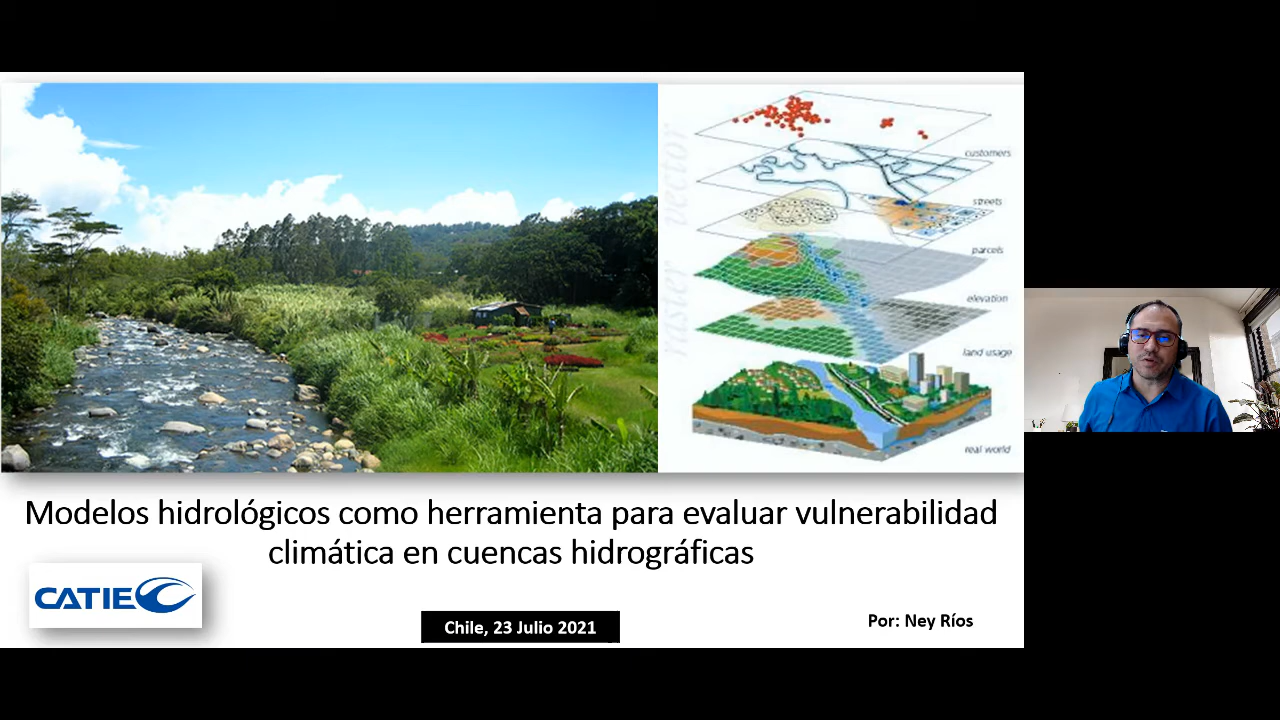 vector
raster
customers
streets
parcels
elevation
land usage
real world
Modelos hidrológicos como herramienta para evaluar vulnerabilidad
climática en cuencas hidrográficas
CATIE
Chile, 23 Julio 2021
Por: Ney Ríos